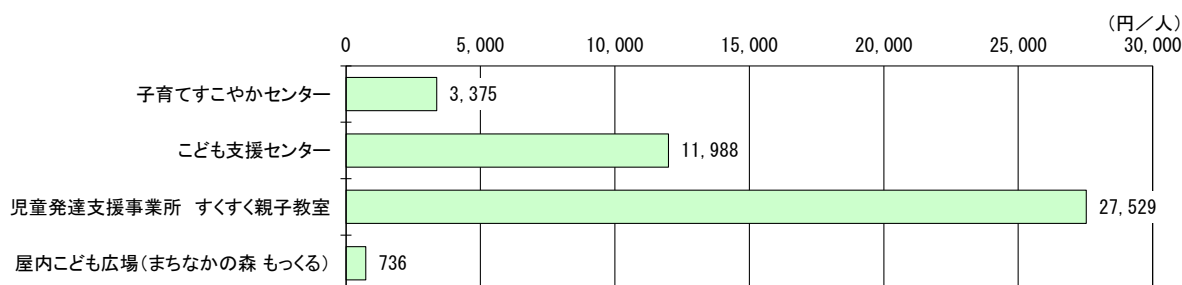 (円／人)
0 5,000 10,000 15,000 20,000 25,000 30,000
子育てすこやかセンター 3,375
こども支援センター 11,988
児童発達支援事業所　すくすく親子教室 27,529
屋内こども広場(まちなかの森 もっくる) 736